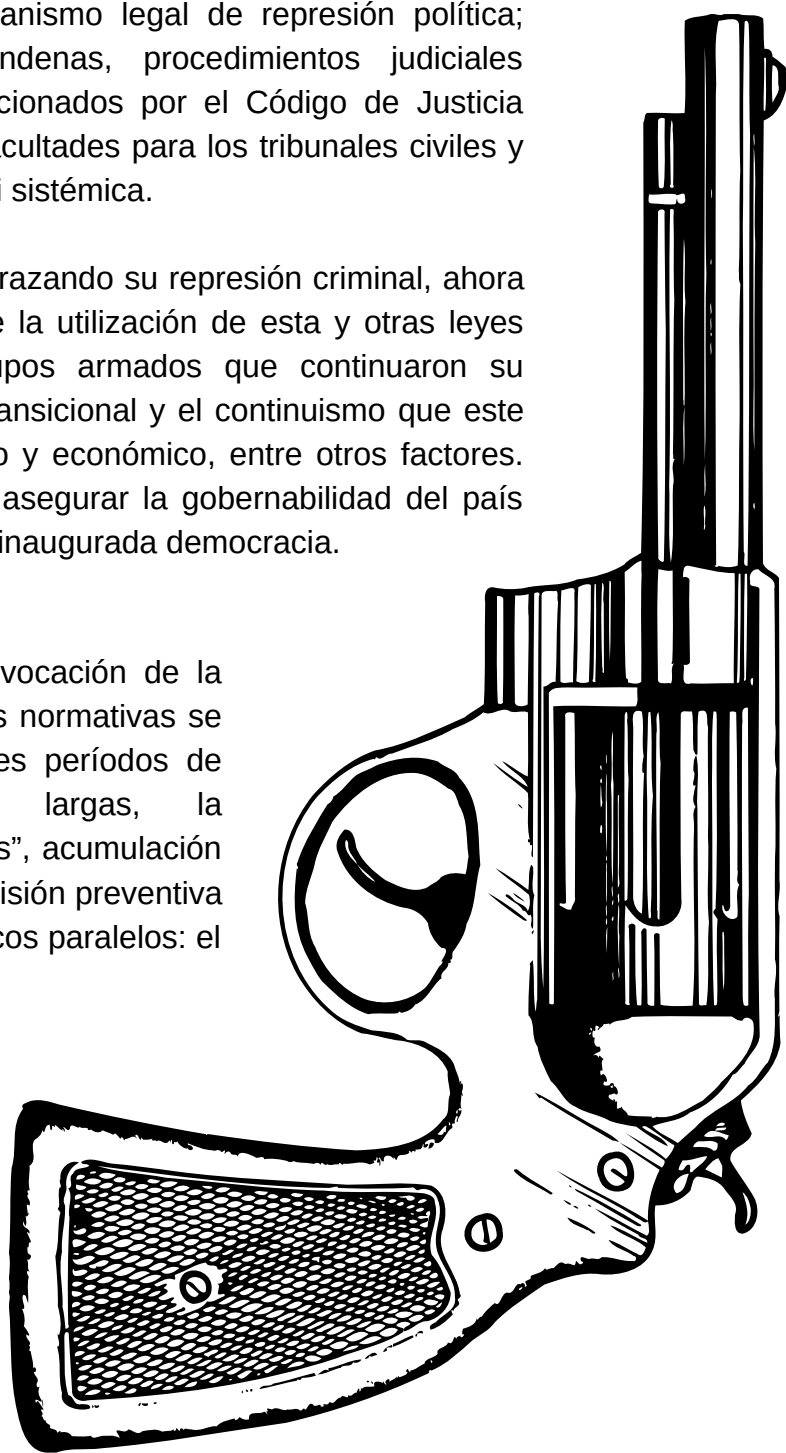 anismo legal de represión política;
ndenas, procedimientos judiciales
cionados por el Código de Justicia
acultades para los tribunales civiles y
i sistémica.
razando su represión criminal, ahora
e la utilización de esta y otras leyes
upos armados que continuaron su
ansicional y el continuismo que este
o y económico, entre otros factores.
asegurar la gobernabilidad del país
inaugurada democracia.
vocación de la
s normativas se
es períodos de
largas, la
s”, acumulación
isión preventiva
cos paralelos: el